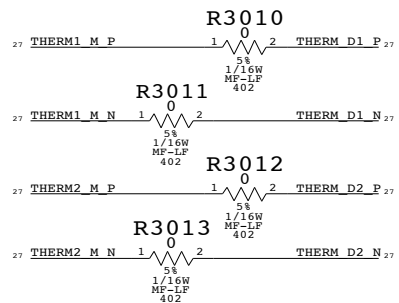 R3010
0
27 THERM1_M_P 1 2 THERM_D1_P 27
5%
1/16W
MF-LF
402
R3011
0
27 THERM1_M_N 1 2 THERM_D1_N 27
5%
1/16W
MF-LF
402
R3012
0
27 THERM2_M_P 1 2 THERM_D2_P 27
5%
1/16W
MF-LF
402
R3013
0
27 THERM2_M_N 1 2 THERM_D2_N 27
5%
1/16W
MF-LF
402